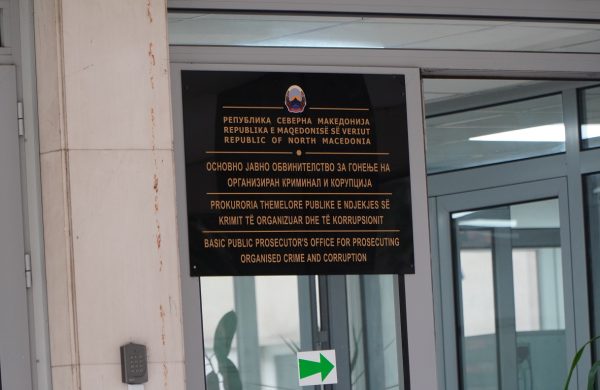 РЕПУБЛИКА СЕВЕРНА МАКЕДОНИЈА
REPUBLIKA E MAQEDONISË SË VERIUT
REPUBLIC OF NORTH MACEDONIA
ОСНОВНО ЈАВНО ОБВИНИТЕЛСТВО ЗА ГОНЕЊЕ НА
ОРГАНИЗИРАН КРИМИНАЛ И КОРУПЦИЈА
PROKURORIA THEMELORE PUBLIKE E NDJEKJES SË
KRIMIT TË ORGANIZUAR DHE TË KORRUPSIONIT
BASIC PUBLIC PROSECUTOR'S OFFICE FOR PROSECUTING
ORGANISED CRIME AND CORRUPTION